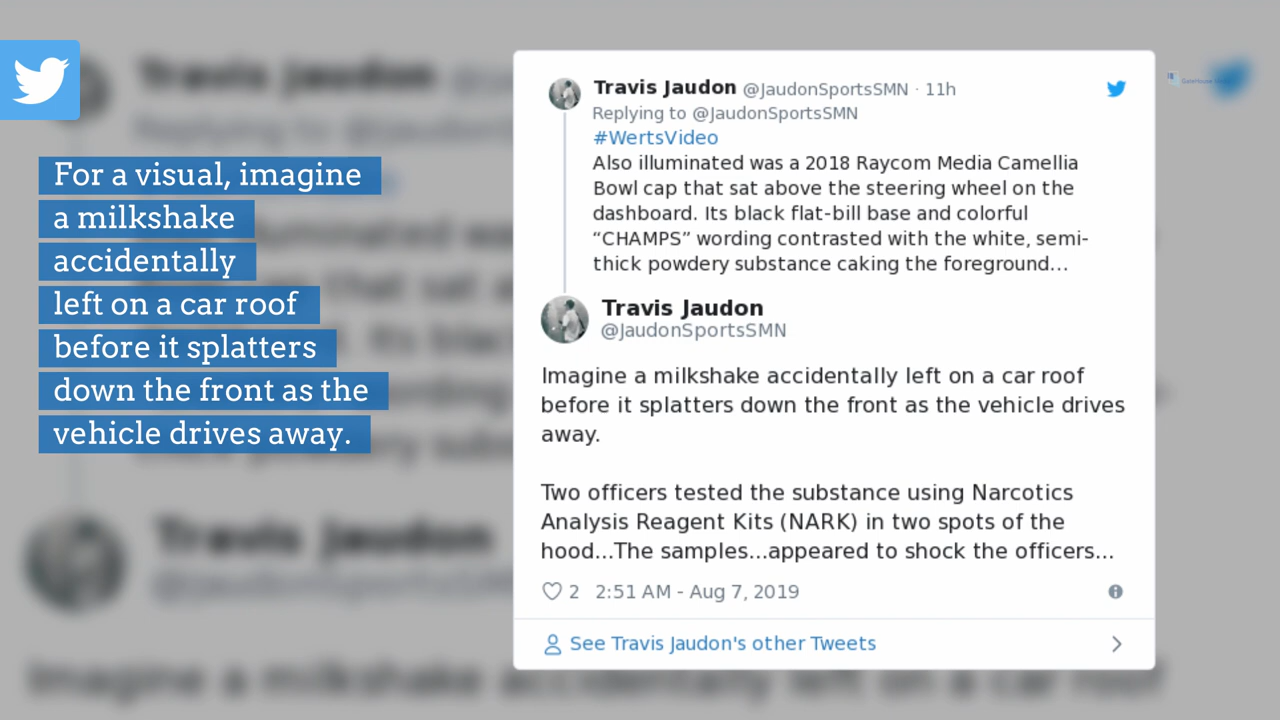 For a visual, imagine
a milkshake
accidentally
left on a car roof
before it splatters
down the front as the
vehicle drives away.
Travis Jaudon @JaudonSportsSMN · 11h
Replying to @JaudonSportsSMN
#WertsVideo
Also illuminated was a 2018 Raycom Media Camellia
Bowl cap that sat above the steering wheel on the
dashboard. Its black flat-bill base and colorful
“CHAMPS” wording contrasted with the white, semi-
thick powdery substance caking the foreground...
Travis Jaudon
@JaudonSportsSMN
Imagine a milkshake accidentally left on a car roof
before it splatters down the front as the vehicle drives
away.
Two officers tested the substance using Narcotics
Analysis Reagent Kits (NARK) in two spots of the
hood...The samples...appeared to shock the officers...
2 2:51 AM - Aug 7, 2019
See Travis Jaudon's other Tweets